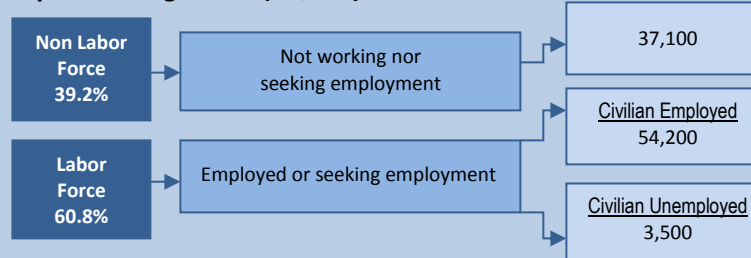 Non Labor
Force
39.2%
Not working nor
seeking employment
37,100
Labor
Force
60.8%
Employed or seeking employment
Civilian Employed
54,200
Civilian Unemployed
3,500